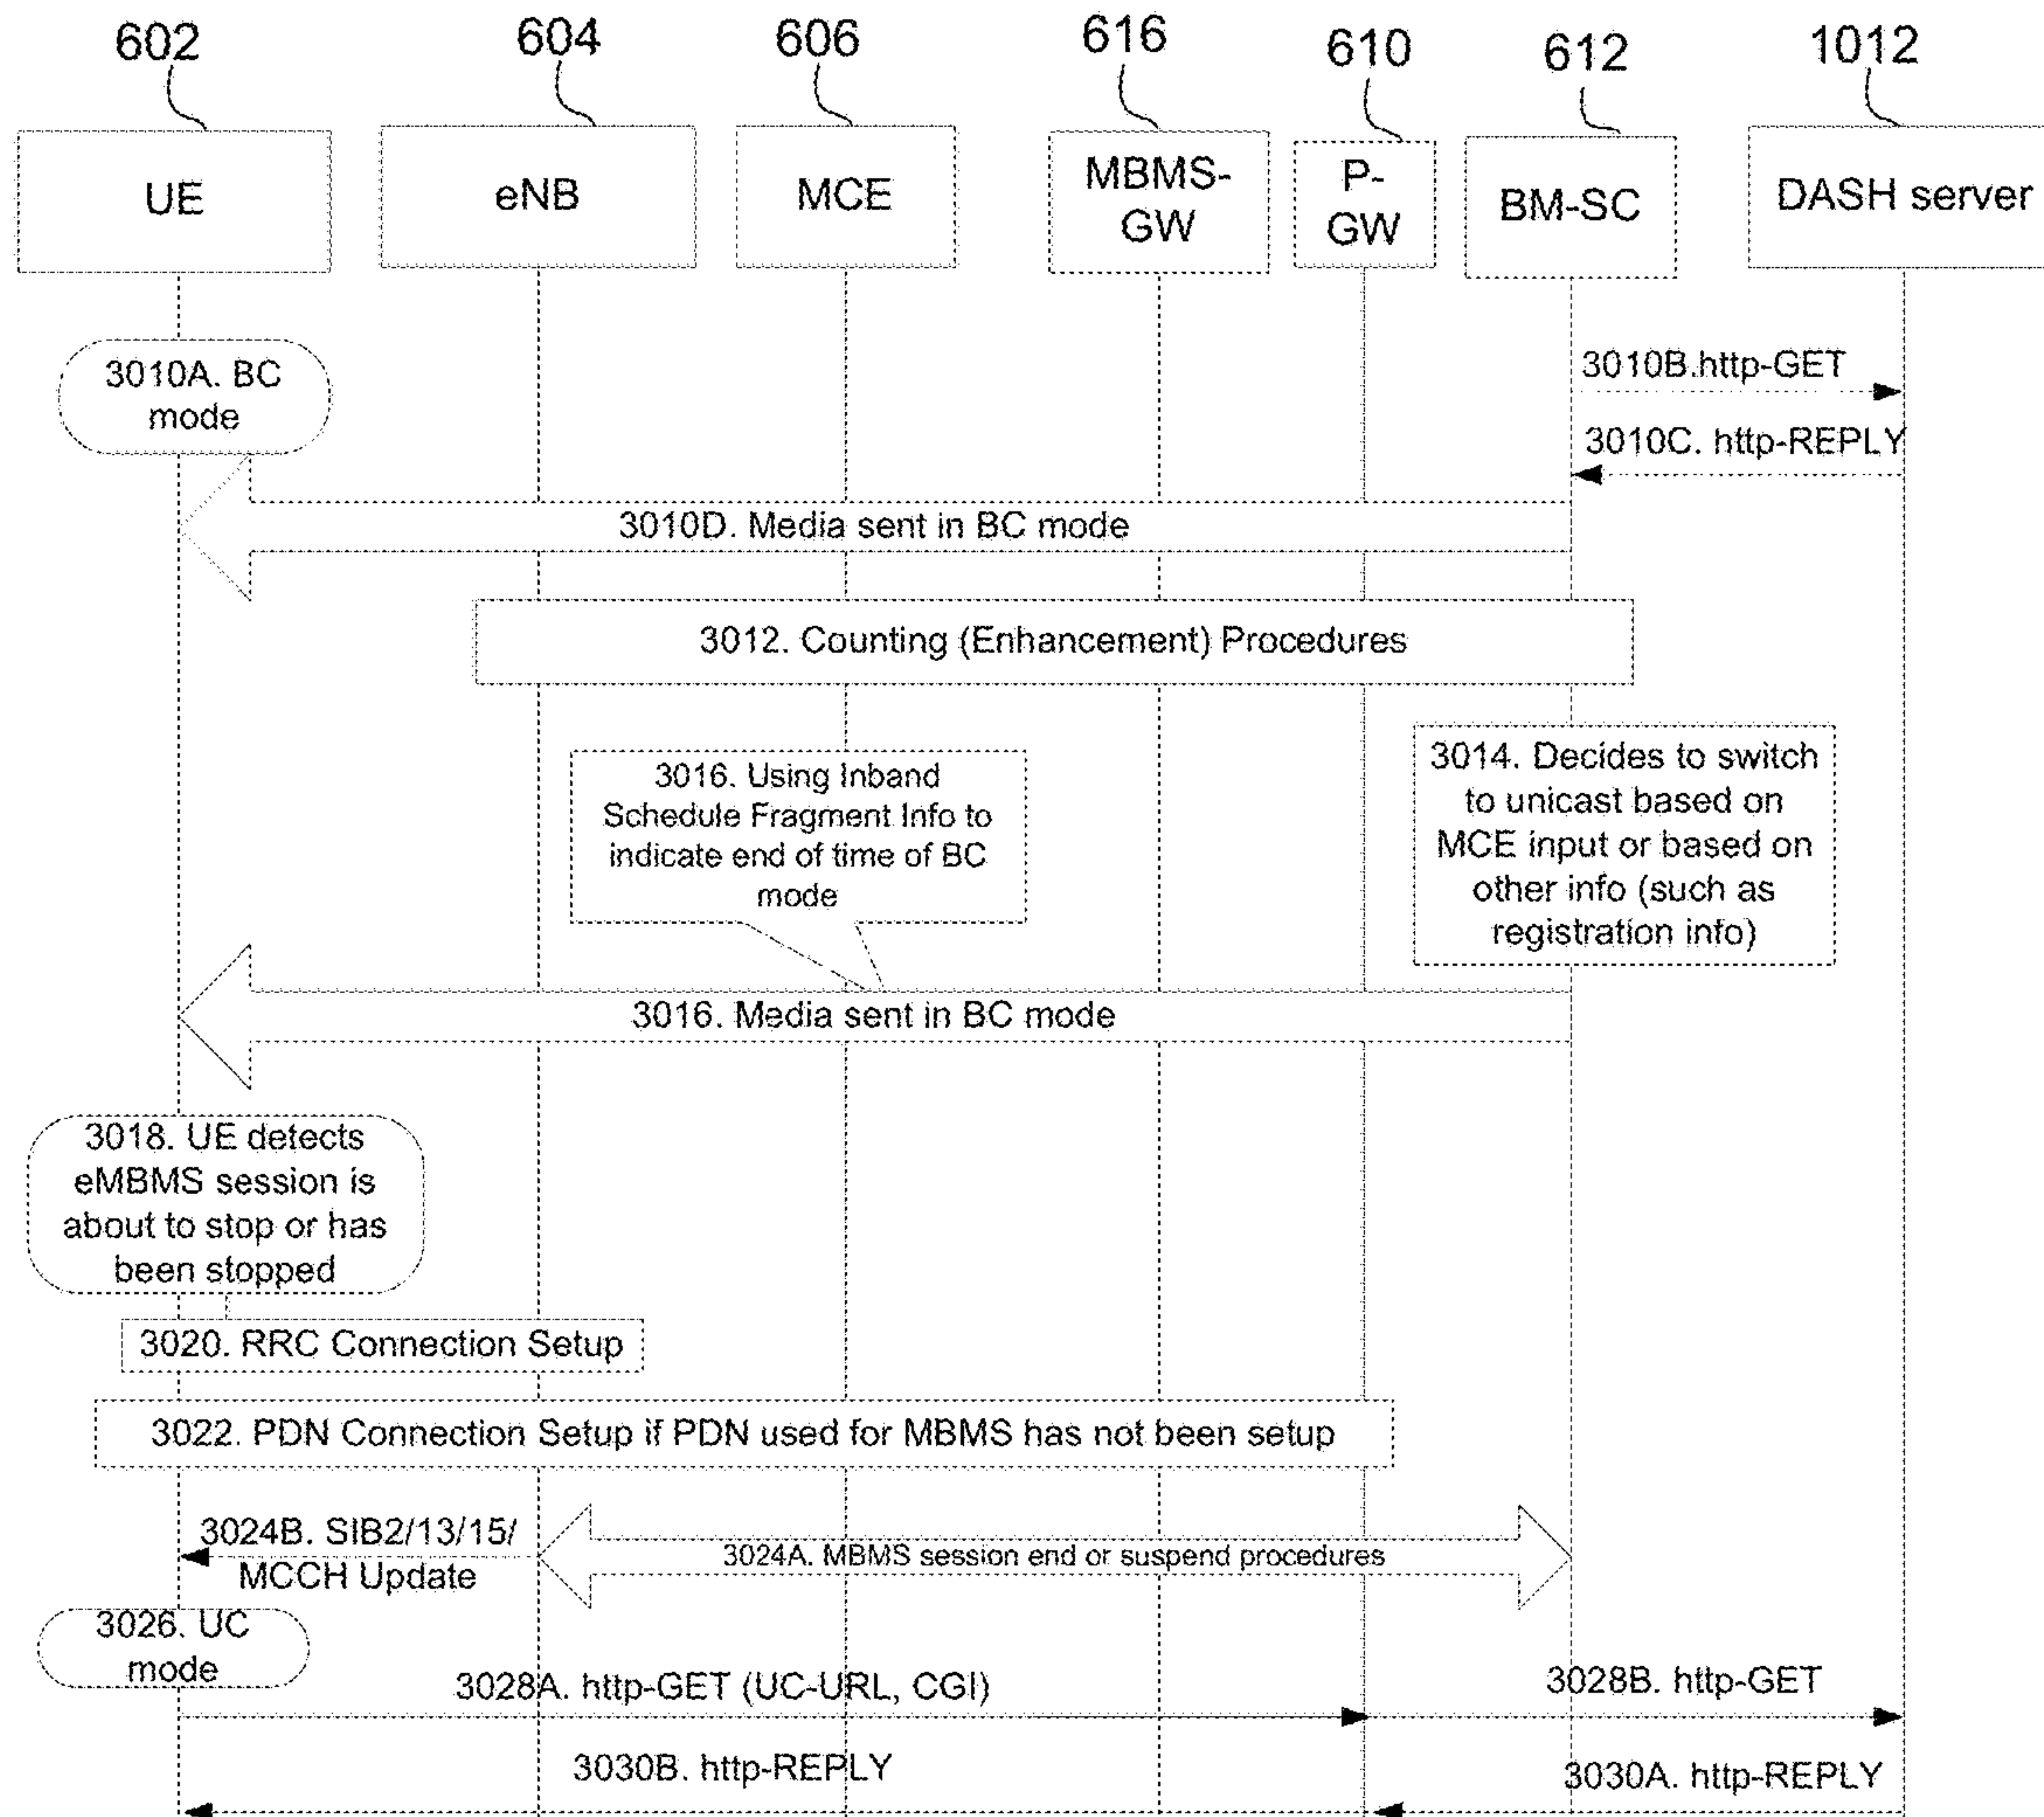 602
604
606
616
610
612
1012
UE
eNB
MCE
MBMS-
GW
P-
GW
BM-SC
DASH server
3010A. BC
mode
3010B.http-GET
3010C. http-REPLY
3010D. Media sent in BC mode
3012. Counting (Enhancement) Procedures
3014. Decides to switch
to unicast based on
MCE input or based on
other info (such as
registration info)
3016. Using Inband
Schedule Fragment Info to
indicate end of time of BC
mode
3016. Media sent in BC mode
3018. UE detects
eMBMS session is
about to stop or has
been stopped
3020. RRC Connection Setup
3022. PDN Connection Setup if PDN used for MBMS has not been setup
3024B. SIB2/13/15/
MCCH Update
3024A. MBMS session end or suspend procedures
3026. UC
mode
3028A. http-GET (UC-URL, CGI)
3028B. http-GET
3030B. http-REPLY
3030A. http-REPLY